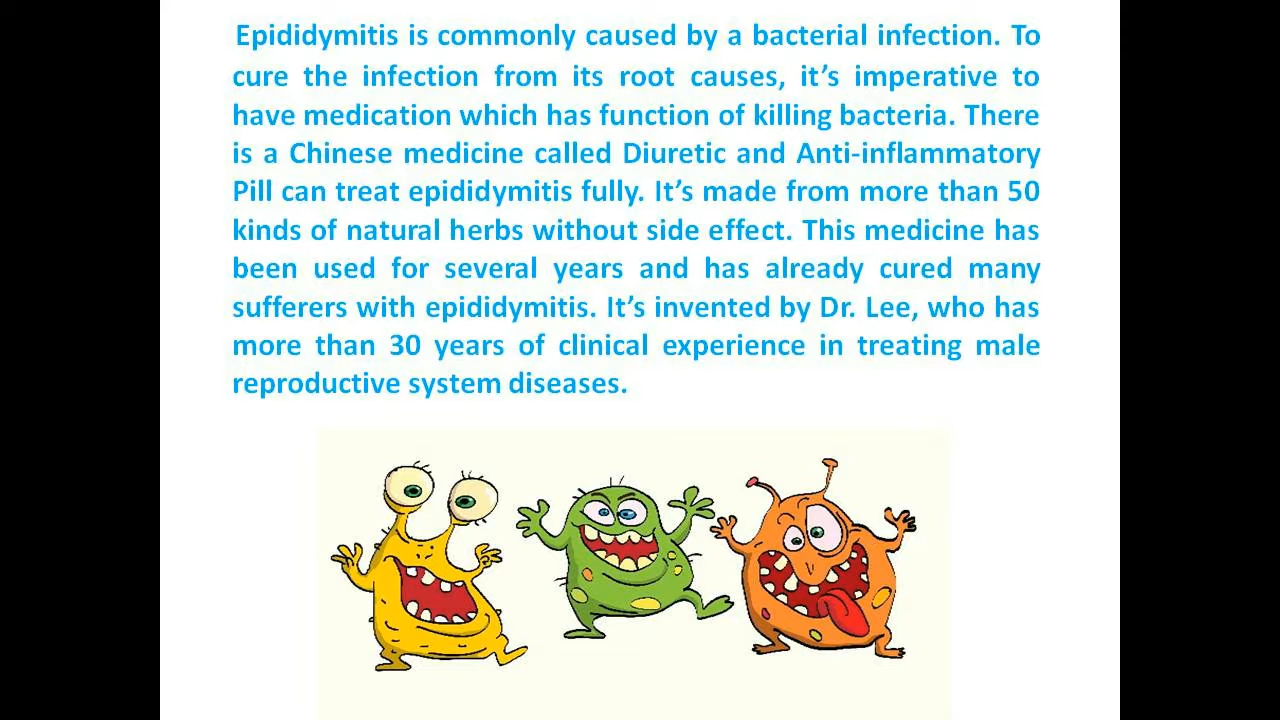 Epididymitis is commonly caused by a bacterial infection. To
cure the infection from its root causes, it’s imperative to
have medication which has function of killing bacteria. There
is a Chinese medicine called Diuretic and Anti-inflammatory
Pill can treat epididymitis fully. It’s made from more than 50
kinds of natural herbs without side effect. This medicine has
been used for several years and has already cured many
sufferers with epididymitis. It’s invented by Dr. Lee, who has
more than 30 years of clinical experience in treating male
reproductive system diseases.